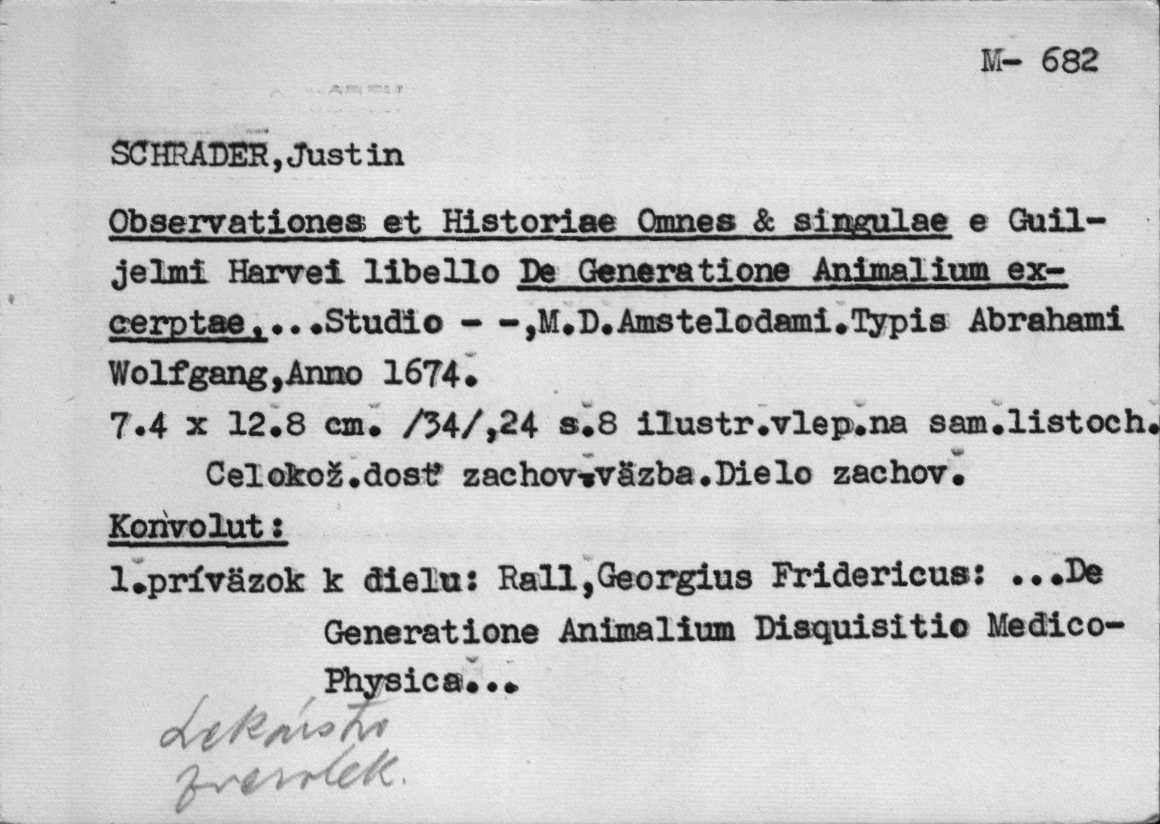 M- 682
SCHRADER,Justin
Observationes et Historiae Omnes & singulae e Guil-
jelmi Harvei libello De Generatione Animalium ex-
cerptae,...Studio - -,M.D.Amstelodami.Typis Abrahami
Wolfgang,Anno 1674.
7.4 x 12.8 cm. /34/,24 s.8 ilustr.vlep.na sam.listoch.
Celokož.dosť zachov.väzba.Dielo zachov.
Konvolut:
1.príväzok k dielu: Rall,Georgius Fridericus: ...De
Generatione Animalium Disquisitio Medico-
Physica...
Lekárstvo
zverolek.